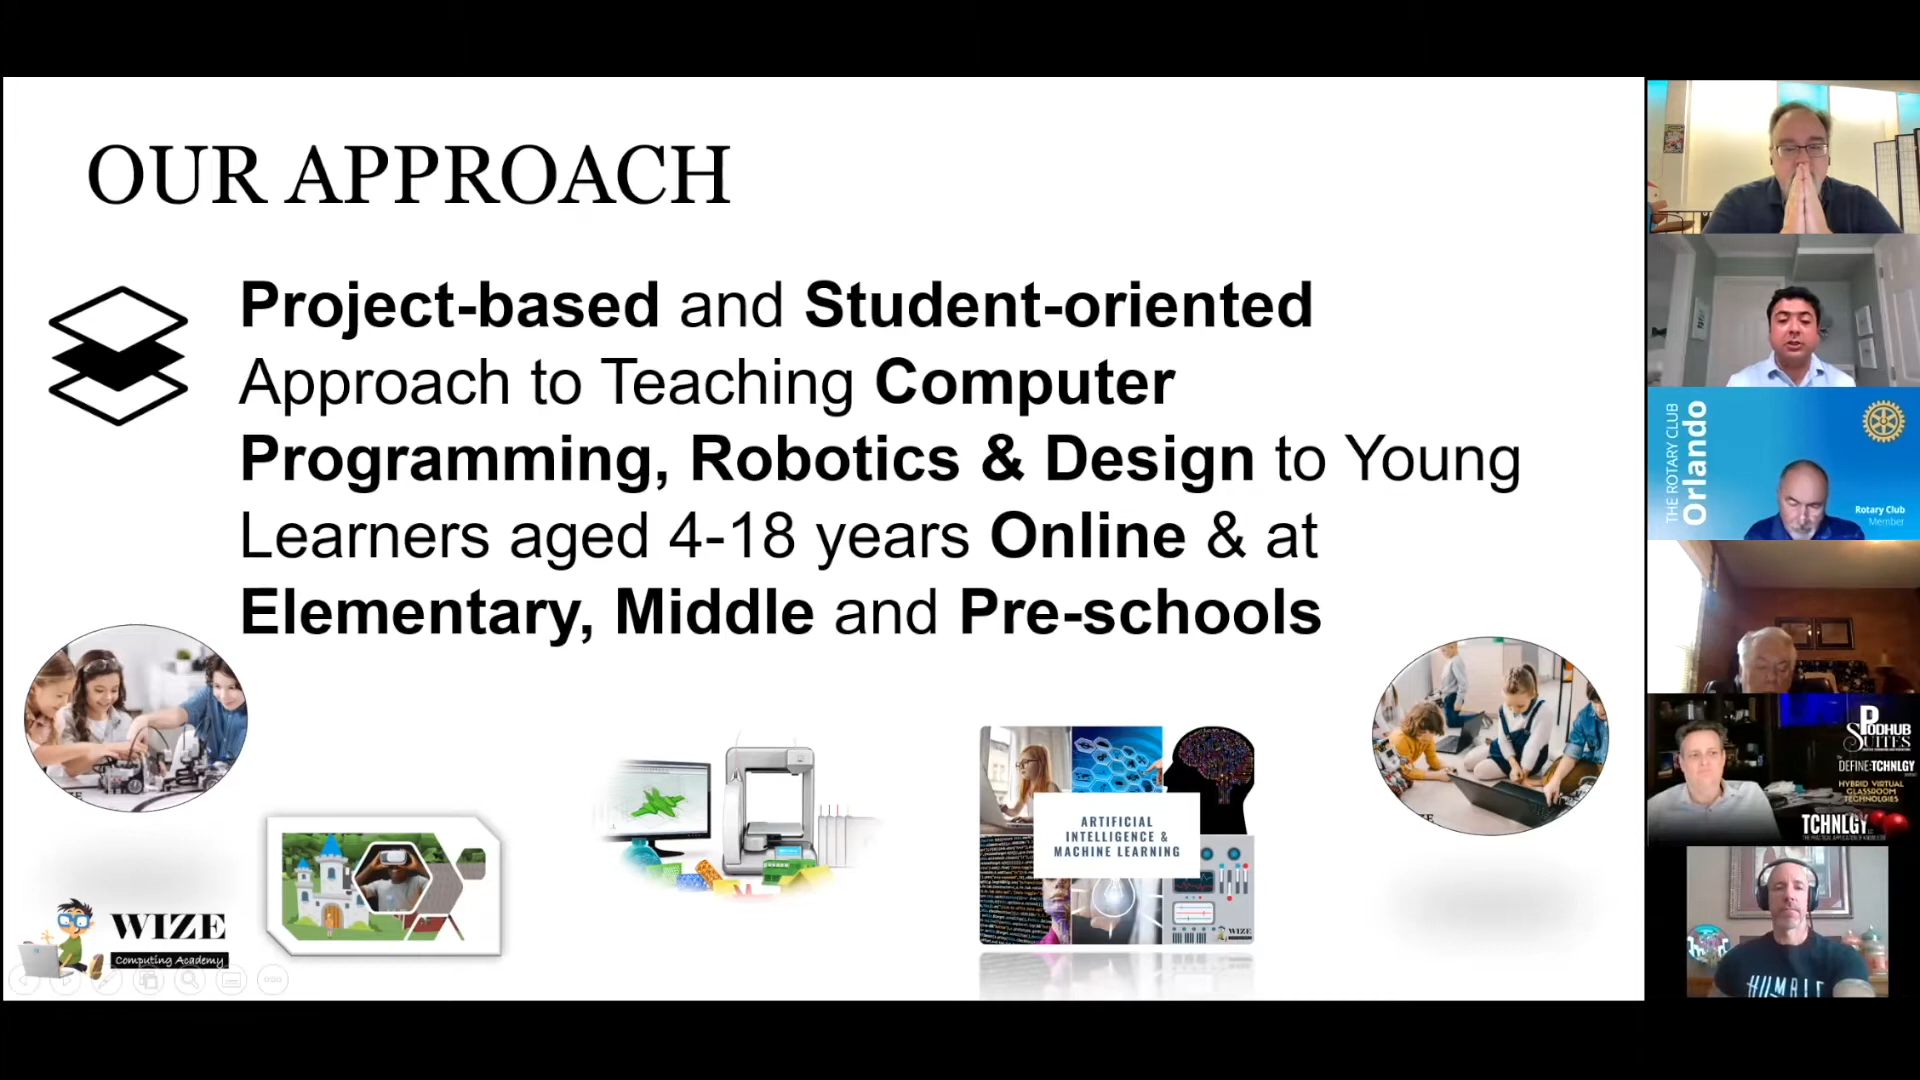 OUR APPROACH
Project-based and Student-oriented
Approach to Teaching Computer
Programming, Robotics & Design to Young
Learners aged 4-18 years Online & at
Elementary, Middle and Pre-schools
ARTIFICIAL
INTELLIGENCE &
MACHINE LEARNING
WIZE
WIZE
Computing Academy
THE ROTARY CLUB
Orlando
Rotary Club
Member
PODHUB
SUITES
DEFINE:TCHNLGY
HYBRID VIRTUAL
CLASSROOM
TECHNOLOGIES
TCHNLGY
HUMBLE